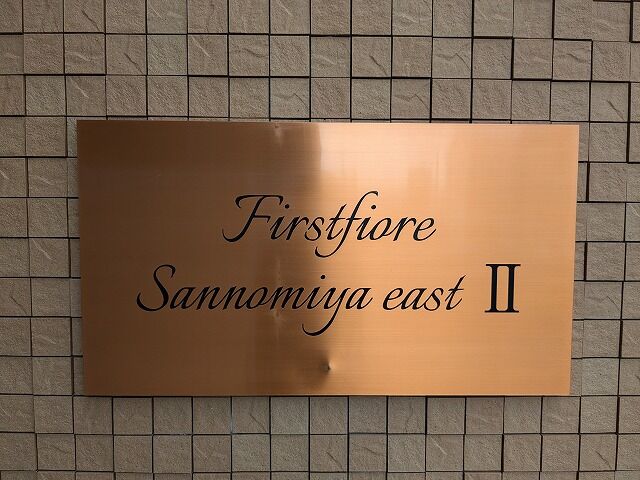 Firstfiore
Sannomiya east Ⅱ